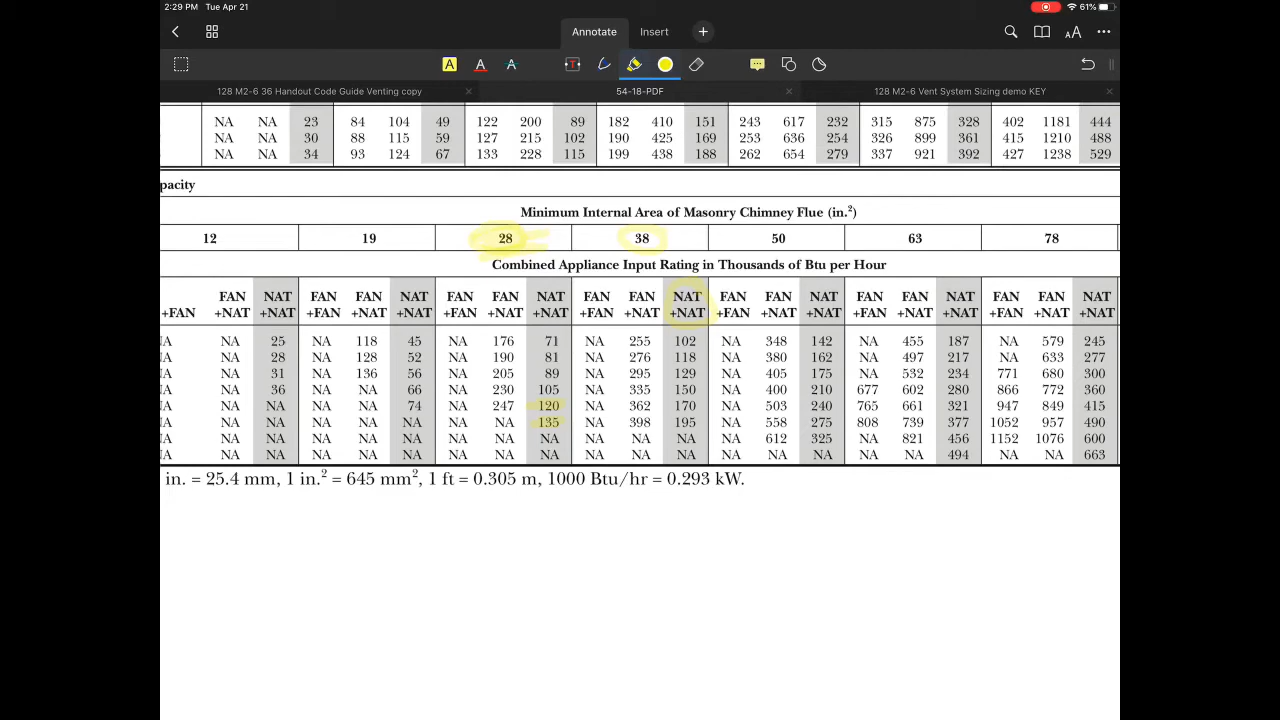 2:29 PM Tue Apr 21 61%
Annotate Insert
128 M2-6 36 Handout Code Guide Venting copy 54-18-PDF 128 M2-6 Vent System Sizing demo KEY
NA NA 23 84 104 49 122 200 89 182 410 151 243 617 232 315 875 328 402 1181 444
NA NA 30 88 115 59 127 215 102 190 425 169 253 636 254 326 899 361 415 1210 488
NA NA 34 93 124 67 133 228 115 199 438 188 262 654 279 337 921 392 427 1238 529
pacity
Minimum Internal Area of Masonry Chimney Flue (in.²)
12 19 28 38 50 63 78
Combined Appliance Input Rating in Thousands of Btu per Hour
FAN NAT FAN FAN NAT FAN FAN NAT FAN FAN NAT FAN FAN NAT FAN FAN NAT FAN FAN NAT
+FAN +NAT +NAT +FAN +NAT +NAT +FAN +NAT +NAT +FAN +NAT +NAT +FAN +NAT +NAT +FAN +NAT +NAT +FAN +NAT +NAT
NA NA 25 NA 118 45 NA 176 71 NA 255 102 NA 348 142 NA 455 187 NA 579 245
NA NA 28 NA 128 52 NA 190 81 NA 276 118 NA 380 162 NA 497 217 NA 633 277
NA NA 31 NA 136 56 NA 205 89 NA 295 129 NA 405 175 NA 532 234 771 680 300
NA NA 36 NA NA 66 NA 230 105 NA 335 150 NA 400 210 677 602 280 866 772 360
NA NA NA NA NA 74 NA 247 120 NA 362 170 NA 503 240 765 661 321 947 849 415
NA NA NA NA NA NA NA NA 135 NA 398 195 NA 558 275 808 739 377 1052 957 490
NA NA NA NA NA NA NA NA NA NA NA NA NA 612 325 NA 821 456 1152 1076 600
NA NA NA NA NA NA NA NA NA NA NA NA NA NA NA NA NA 494 NA NA 663
in. = 25.4 mm, 1 in.² = 645 mm², 1 ft = 0.305 m, 1000 Btu/hr = 0.293 kW.